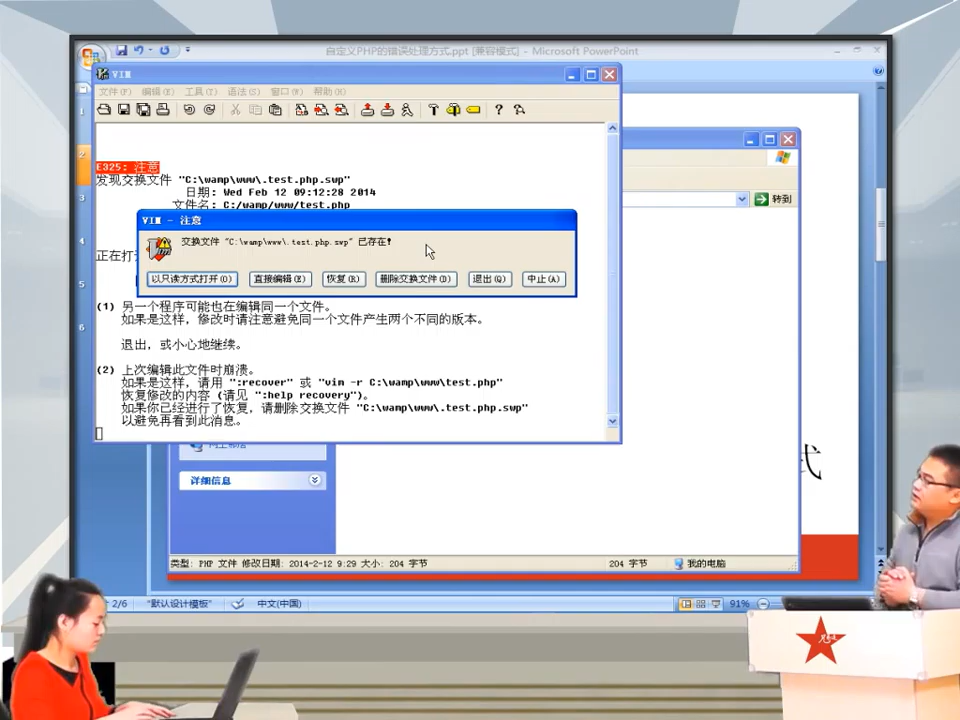 自定义PHP的错误处理方式.ppt [兼容模式] - Microsoft PowerPoint
VIM
文件(F) 编辑(E) 工具(T) 语法(S) 窗口(W) 帮助(H)
E325: 注意
发现交换文件 "C:\wamp\www\.test.php.swp"
日期: Wed Feb 12 09:12:28 2014
文件名: C:/wamp/www/test.php
VIM - 注意
交换文件 "C:\wamp\www\.test.php.swp" 已存在!
以只读方式打开(O) 直接编辑(E) 恢复(R) 删除交换文件(D) 退出(Q) 中止(A)
正在打
(1) 另一个程序可能也在编辑同一个文件。
如果是这样，修改时请注意避免同一个文件产生两个不同的版本。
退出，或小心地继续。
(2) 上次编辑此文件时崩溃。
如果是这样，请用 ":recover" 或 "vim -r C:\wamp\www\test.php"
恢复修改的内容 (请见 ":help recovery")。
如果你已经进行了恢复，请删除交换文件 "C:\wamp\www\.test.php.swp"
以避免再看到此消息。
转到
1
2
3
4
5
6
式
详细信息
类型: PHP 文件 修改日期: 2014-2-12 9:29 大小: 204 字节 204 字节 我的电脑
2/6 "默认设计模板" 中文(中国) 91%